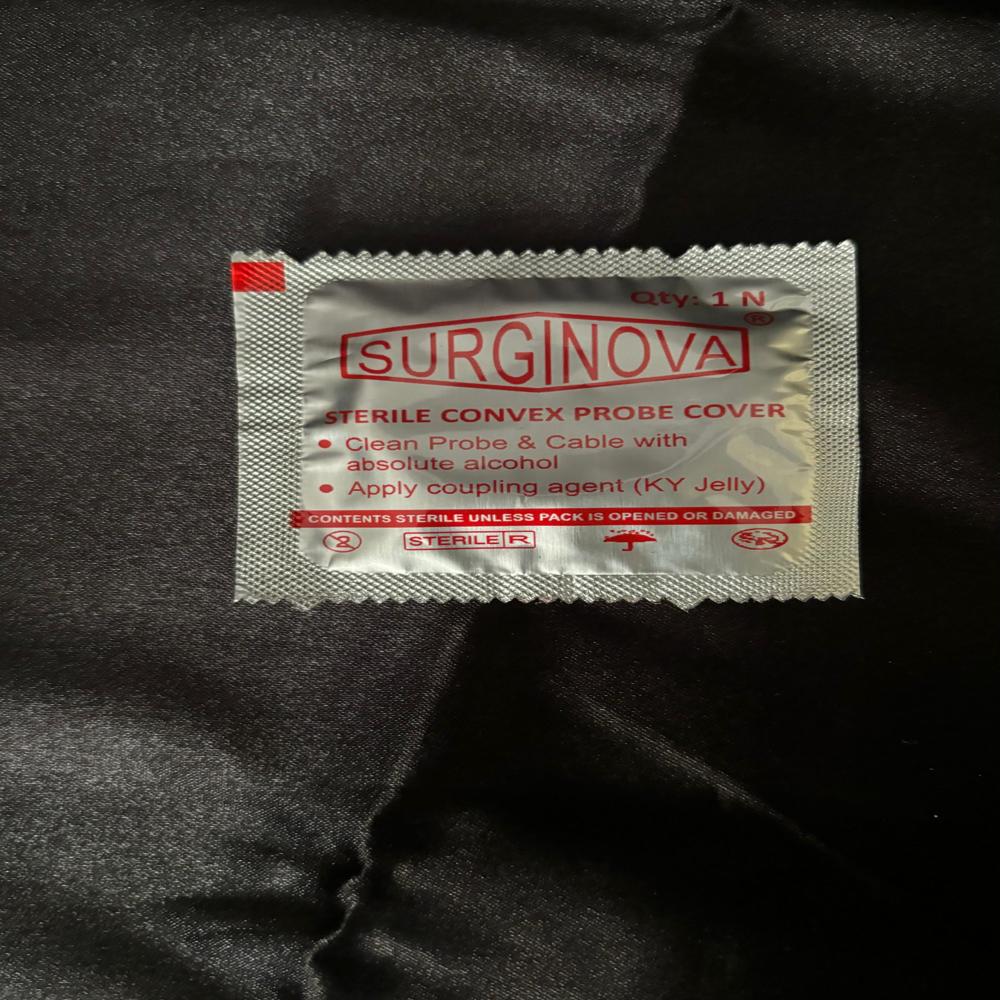 Qty: 1 N
SURGINOVA®
STERILE CONVEX PROBE COVER
• Clean Probe & Cable with
absolute alcohol
• Apply coupling agent (KY Jelly)
CONTENTS STERILE UNLESS PACK IS OPENED OR DAMAGED
2 STERILE R